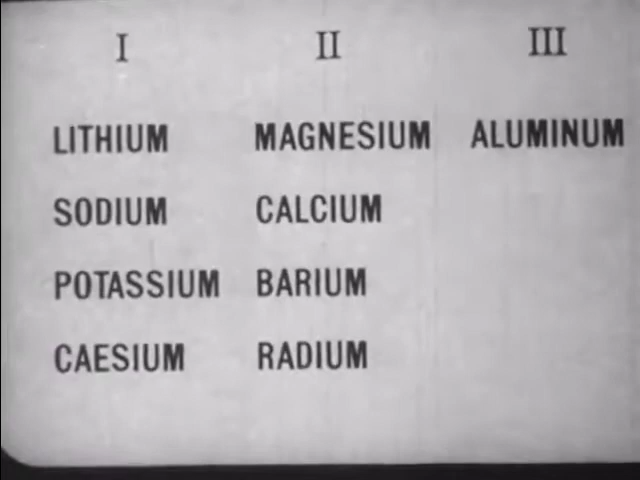 I II III
LITHIUM MAGNESIUM ALUMINUM
SODIUM CALCIUM
POTASSIUM BARIUM
CAESIUM RADIUM